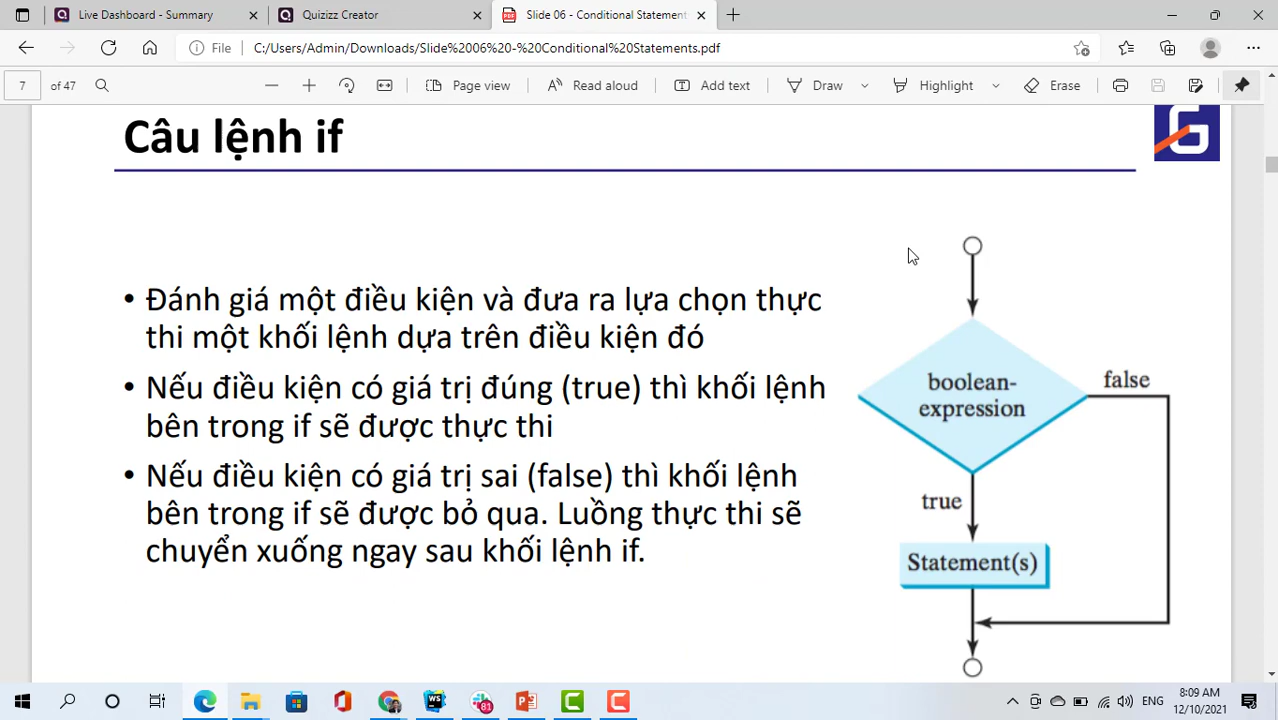 Live Dashboard - Summary
Quizizz Creator
Slide 06 - Conditional Statement
File
C:/Users/Admin/Downloads/Slide%2006%20-%20Conditional%20Statements.pdf
7 of 47
Page view
Read aloud
Add text
Draw
Highlight
Erase
Câu lệnh if
G
• Đánh giá một điều kiện và đưa ra lựa chọn thực
thi một khối lệnh dựa trên điều kiện đó
• Nếu điều kiện có giá trị đúng (true) thì khối lệnh
bên trong if sẽ được thực thi
• Nếu điều kiện có giá trị sai (false) thì khối lệnh
bên trong if sẽ được bỏ qua. Luồng thực thi sẽ
chuyển xuống ngay sau khối lệnh if.
boolean-
expression
false
true
Statement(s)
WS
81
ENG
8:09 AM
12/10/2021